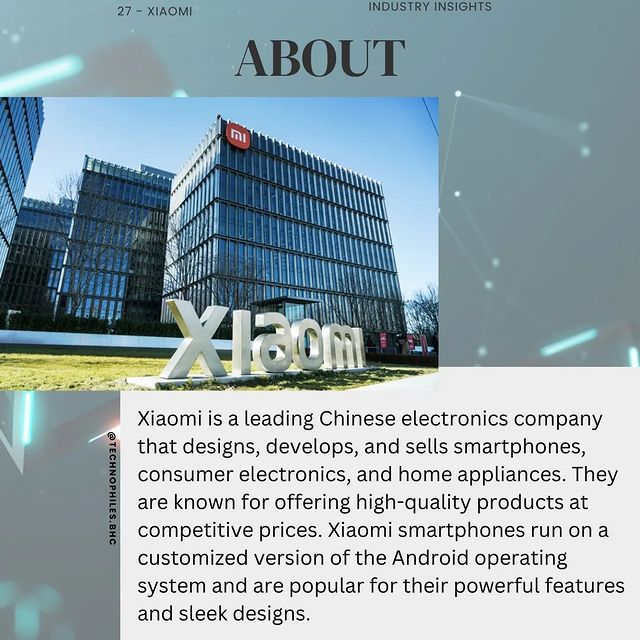 27 - XIAOMI
INDUSTRY INSIGHTS
ABOUT
mi
xiaomi
@TECHNOPHILES.BHC
Xiaomi is a leading Chinese electronics company
that designs, develops, and sells smartphones,
consumer electronics, and home appliances. They
are known for offering high-quality products at
competitive prices. Xiaomi smartphones run on a
customized version of the Android operating
system and are popular for their powerful features
and sleek designs.